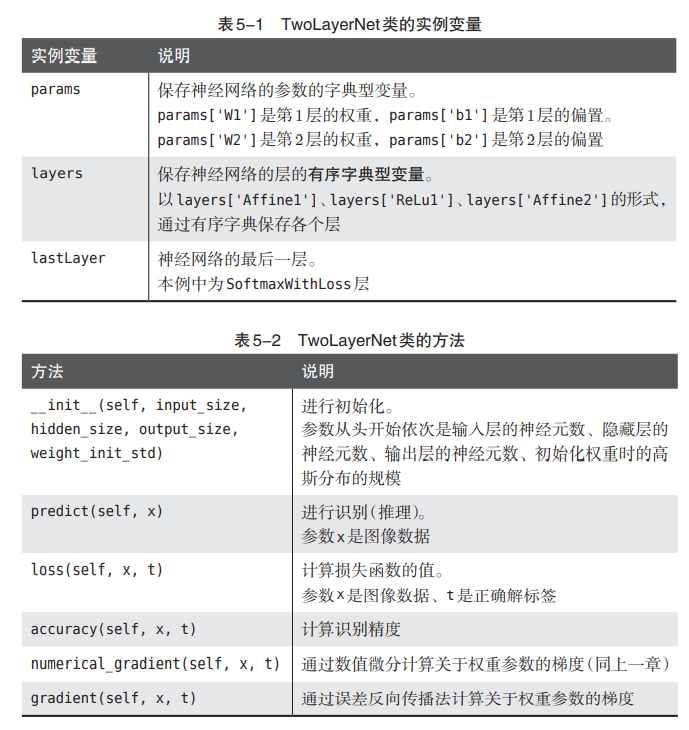 表5-1 TwoLayerNet类的实例变量
实例变量 说明
params 保存神经网络的参数的字典型变量。
params['W1']是第1层的权重，params['b1']是第1层的偏置。
params['W2']是第2层的权重，params['b2']是第2层的偏置
layers 保存神经网络的层的有序字典型变量。
以layers['Affine1']、layers['ReLu1']、layers['Affine2']的形式，
通过有序字典保存各个层
lastLayer 神经网络的最后一层。
本例中为SoftmaxWithLoss层
表5-2 TwoLayerNet类的方法
方法 说明
__init__(self, input_size, 进行初始化。
hidden_size, output_size, 参数从头开始依次是输入层的神经元数、隐藏层的
weight_init_std) 神经元数、输出层的神经元数、初始化权重时的高
斯分布的规模
predict(self, x) 进行识别（推理）。
参数x是图像数据
loss(self, x, t) 计算损失函数的值。
参数x是图像数据、t是正确解标签
accuracy(self, x, t) 计算识别精度
numerical_gradient(self, x, t) 通过数值微分计算关于权重参数的梯度（同上一章）
gradient(self, x, t) 通过误差反向传播法计算关于权重参数的梯度